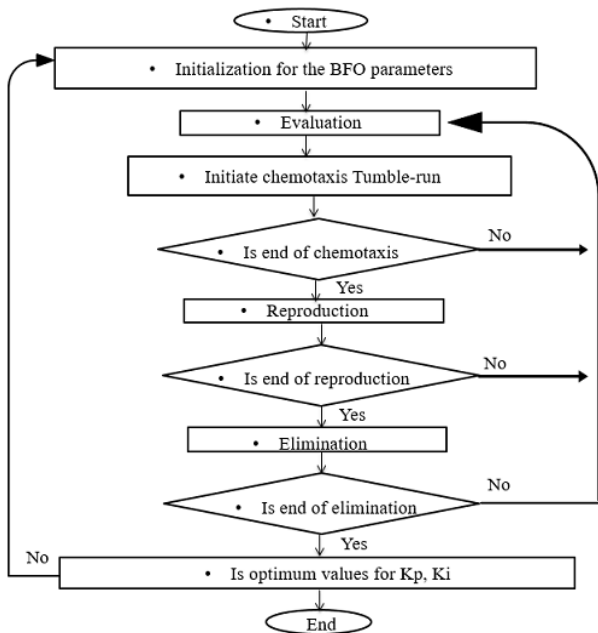 • Start
• Initialization for the BFO parameters
• Evaluation
• Initiate chemotaxis Tumble-run
• Is end of chemotaxis
No
Yes
• Reproduction
• Is end of reproduction
No
Yes
• Elimination
• Is end of elimination
No
Yes
No
• Is optimum values for Kp, Ki
• End